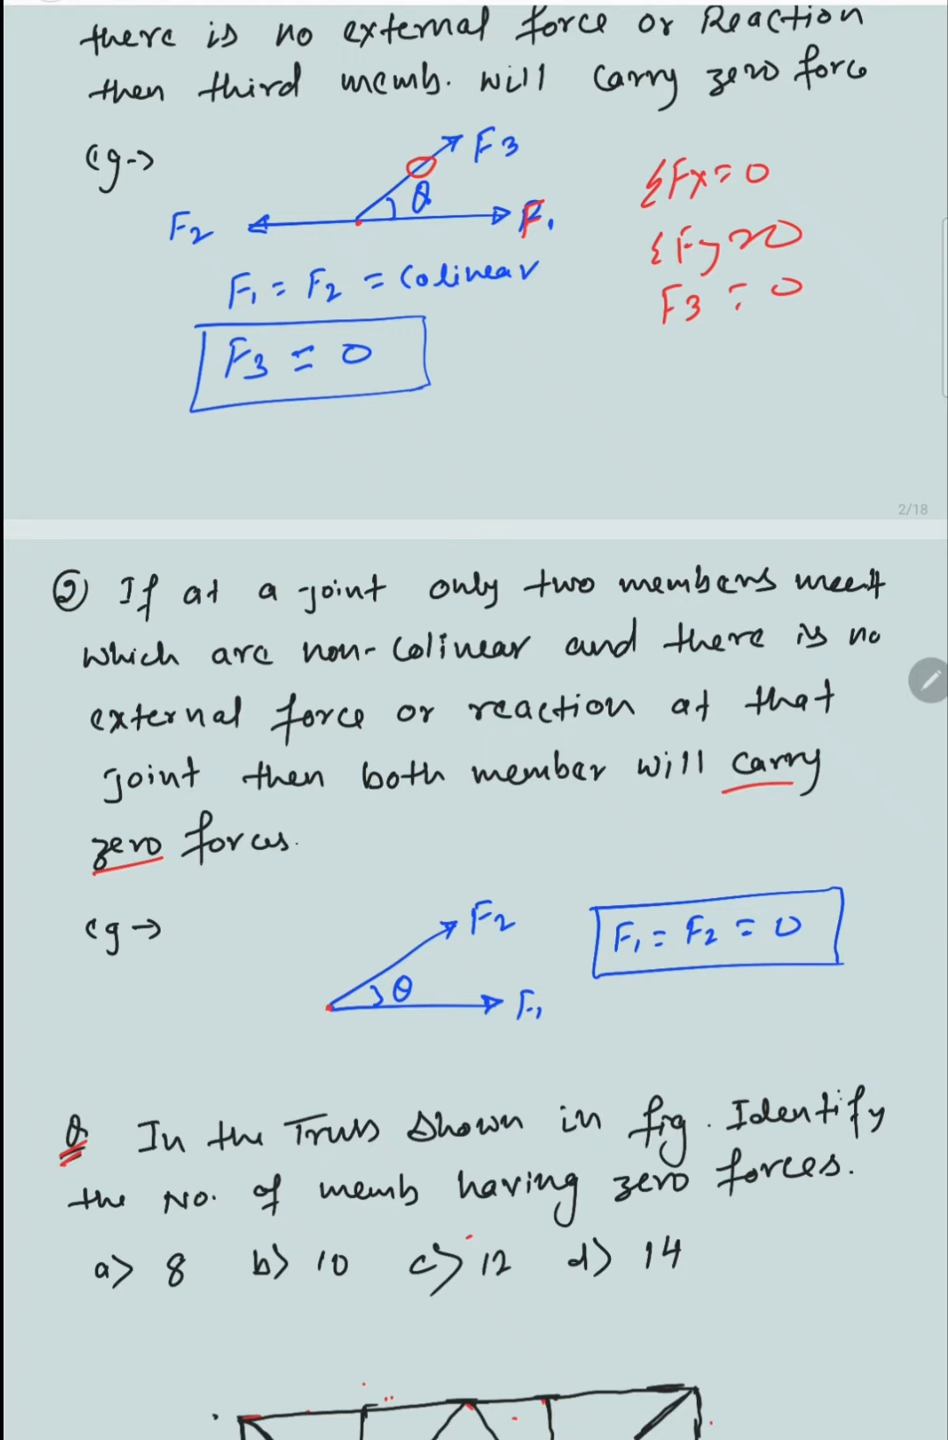 there is no external force or Reaction
then third memb. will carry zero force
eg->
F3
θ
F2
F1
ΣFx=0
ΣFy=0
F3=0
F1 = F2 = Colinear
F3 = 0
2/18
② If at a joint only two members meet
which are non-Colinear and there is no
external force or reaction at that
joint then both member will carry
zero forces.
eg →
F2
θ
F1
F1 = F2 = 0
Q In the Truss shown in fig. Identify
the No. of memb having zero forces.
a> 8 b> 10 c> 12 d> 14